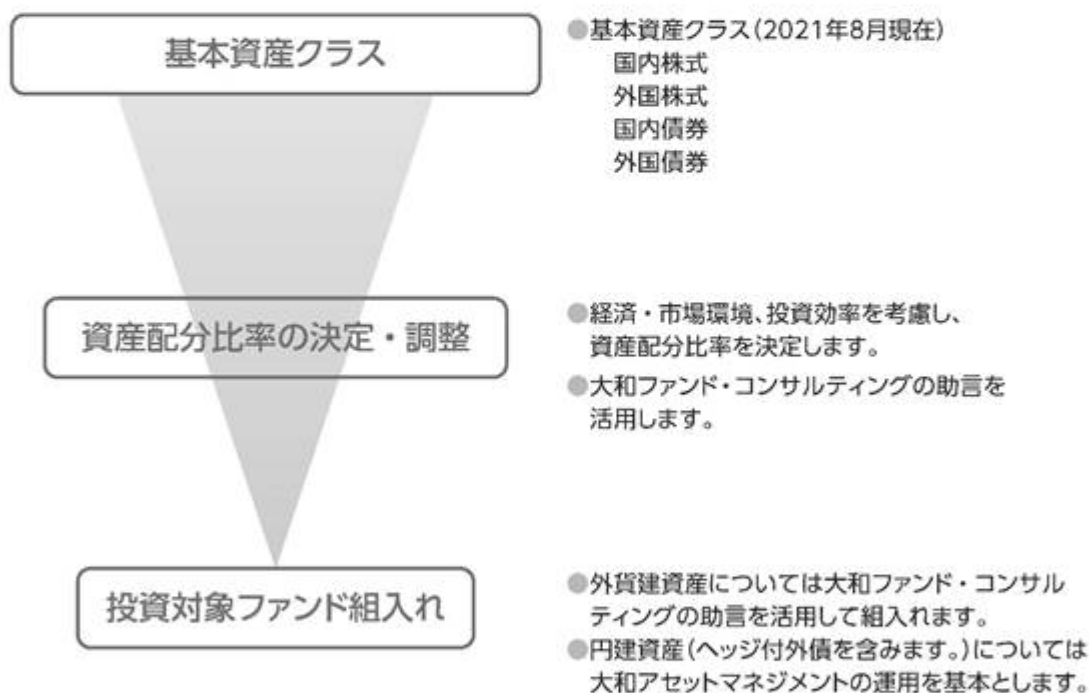 基本資産クラス
●基本資産クラス(2021年8月現在)
国内株式
外国株式
国内債券
外国債券
資産配分比率の決定・調整
●経済・市場環境、投資効率を考慮し、
資産配分比率を決定します。
●大和ファンド・コンサルティングの助言を
活用します。
投資対象ファンド組入れ
●外貨建資産については大和ファンド・コンサル
ティングの助言を活用して組入れます。
●円建資産(ヘッジ付外債を含みます。)については
大和アセットマネジメントの運用を基本とします。